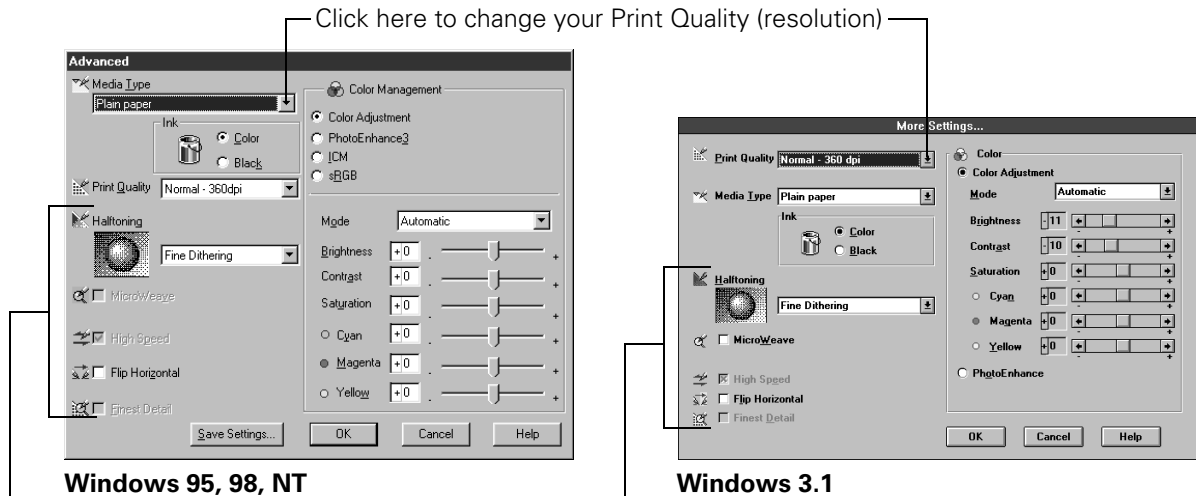 Click here to change your Print Quality (resolution)
Advanced
Media Type
Plain paper
Ink
Color
Black
Print Quality
Normal - 360dpi
Halftoning
Fine Dithering
MicroWeave
High Speed
Flip Horizontal
Finest Detail
Color Management
Color Adjustment
PhotoEnhance3
ICM
sRGB
Mode
Automatic
Brightness +0 - +
Contrast +0 - +
Saturation +0 - +
Cyan +0 - +
Magenta +0 - +
Yellow +0 - +
Save Settings...
OK
Cancel
Help
Windows 95, 98, NT
More Settings...
Print Quality
Normal - 360 dpi
Media Type
Plain paper
Ink
Color
Black
Halftoning
Fine Dithering
MicroWeave
High Speed
Flip Horizontal
Finest Detail
Color
Color Adjustment
Mode
Automatic
Brightness -11 - +
Contrast -10 - +
Saturation +0 - +
Cyan +0 - +
Magenta +0 - +
Yellow +0 - +
PhotoEnhance
OK
Cancel
Help
Windows 3.1